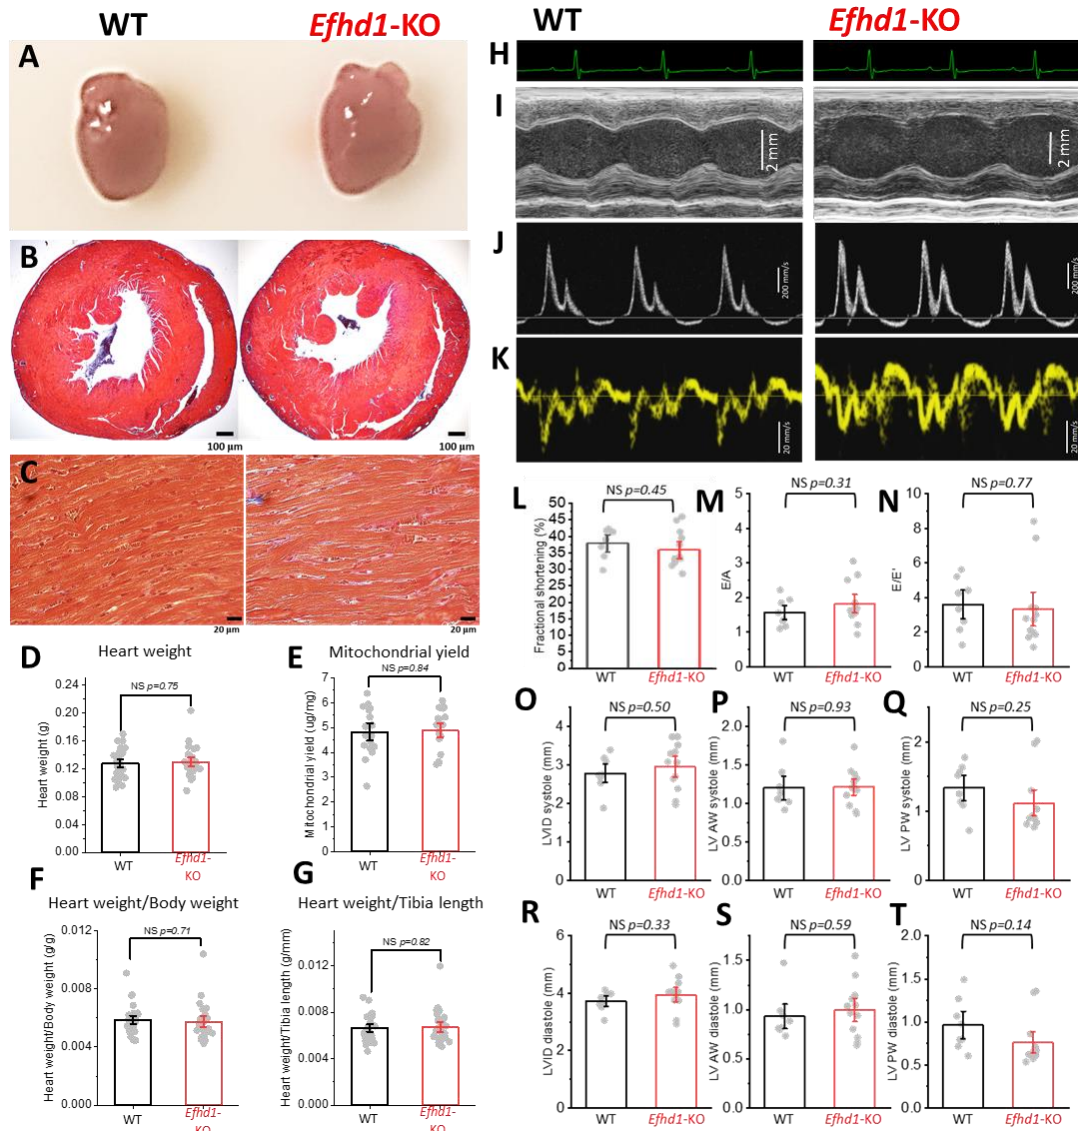 WT
Efhd1-KO
A
B
100 µm
100 µm
C
20 µm
20 µm
D
Heart weight
NS p=0.75
Heart weight (g)
0.24
0.20
0.17
0.12
0.08
0.04
0.00
WT
Efhd1-
KO
E
Mitochondrial yield
NS p=0.84
Mitochondrial yield (ug/mg)
7
6
5
4
3
2
1
0
WT
Efhd1-
KO
F
Heart weight/Body weight
NS p=0.71
Heart weight/Body weight (g/g)
0.012
0.008
0.004
0.000
WT
Efhd1-
KO
G
Heart weight/Tibia length
NS p=0.82
Heart weight/Tibia length (g/mm)
0.012
0.008
0.004
0.000
WT
Efhd1-
KO
WT
Efhd1-KO
H
I
2 mm
2 mm
J
200 mm/s
200 mm/s
K
20 mm/s
20 mm/s
L
NS p=0.45
Fractional shortening (%)
50
45
40
35
30
25
20
15
10
5
0
WT
Efhd1-KO
M
NS p=0.31
E/A
5
4
3
2
1
0
WT
Efhd1-KO
N
NS p=0.77
E/E'
10
8
6
4
2
0
WT
Efhd1-KO
O
NS p=0.50
LVID systole (mm)
4
3
2
1
0
WT
Efhd1-KO
P
NS p=0.93
LV AW systole (mm)
2.0
1.5
1.0
0.5
0.0
WT
Efhd1-KO
Q
NS p=0.25
LV PW systole (mm)
2.0
1.5
1.0
0.5
0.0
WT
Efhd1-KO
R
NS p=0.33
LVID diastole (mm)
6
4
2
0
WT
Efhd1-KO
S
NS p=0.59
LV AW diastole (mm)
1.5
1.0
0.5
0.0
WT
Efhd1-KO
T
NS p=0.14
LV PW diastole (mm)
2.0
1.5
1.0
0.5
0.0
WT
Efhd1-KO